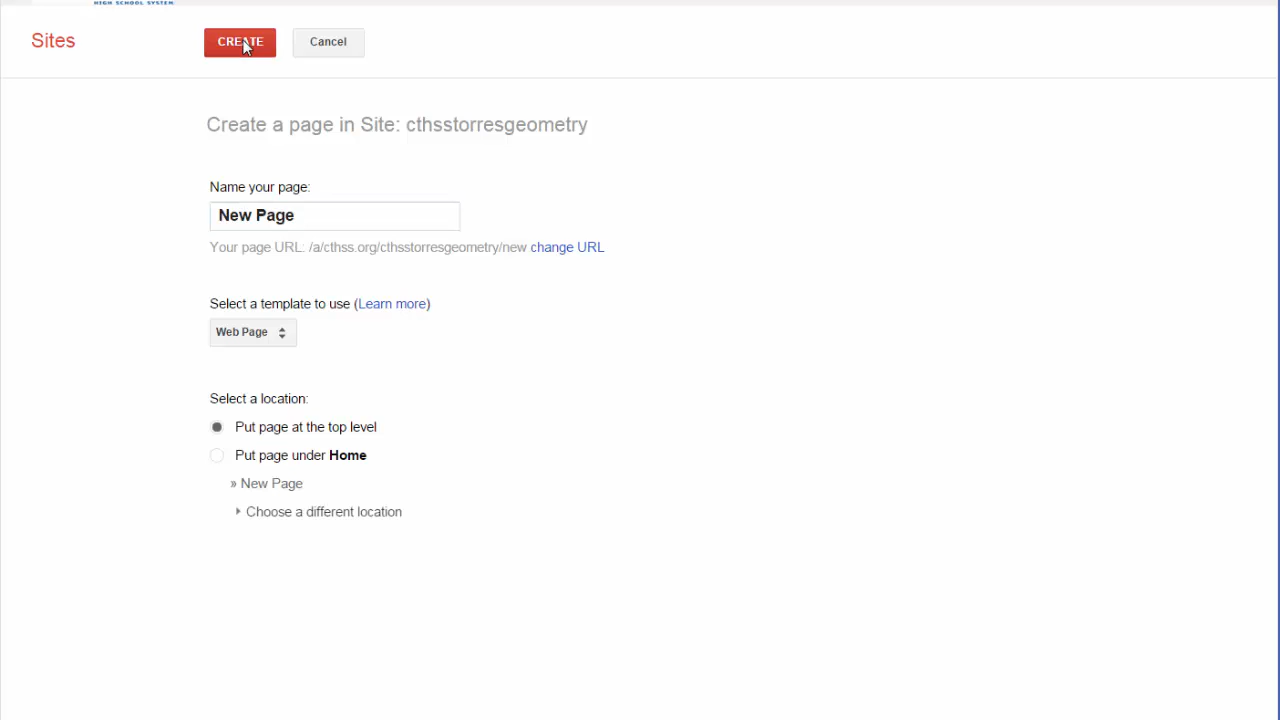 HIGH SCHOOL SYSTEM
Sites
CREATE
Cancel
Create a page in Site: cthsstorresgeometry
Name your page:
New Page
Your page URL: /a/cthss.org/cthsstorresgeometry/new change URL
Select a template to use (Learn more)
Web Page
Select a location:
Put page at the top level
Put page under Home
» New Page
Choose a different location